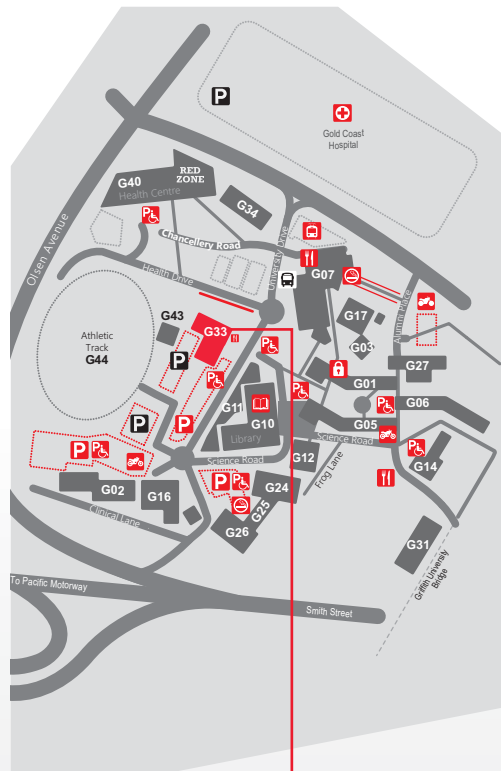 P
Gold Coast
Hospital
RED
ZONE
G40
Health Centre
G34
P
Olsen Avenue
Chancellery Road
University Drive
Health Drive
G07
Alumni Place
G17
G43
G33
G03
Athletic
Track
G44
P
P
P
P
G27
G01
G11
G06
P
P
P
G10
G05
Library
Science Road
P
P
P
Science Road
G12
G14
Frog Lane
P
P
G02
G16
G24
G25
Clinical Lane
G26
G31
Griffith University
Bridge
To Pacific Motorway
Smith Street